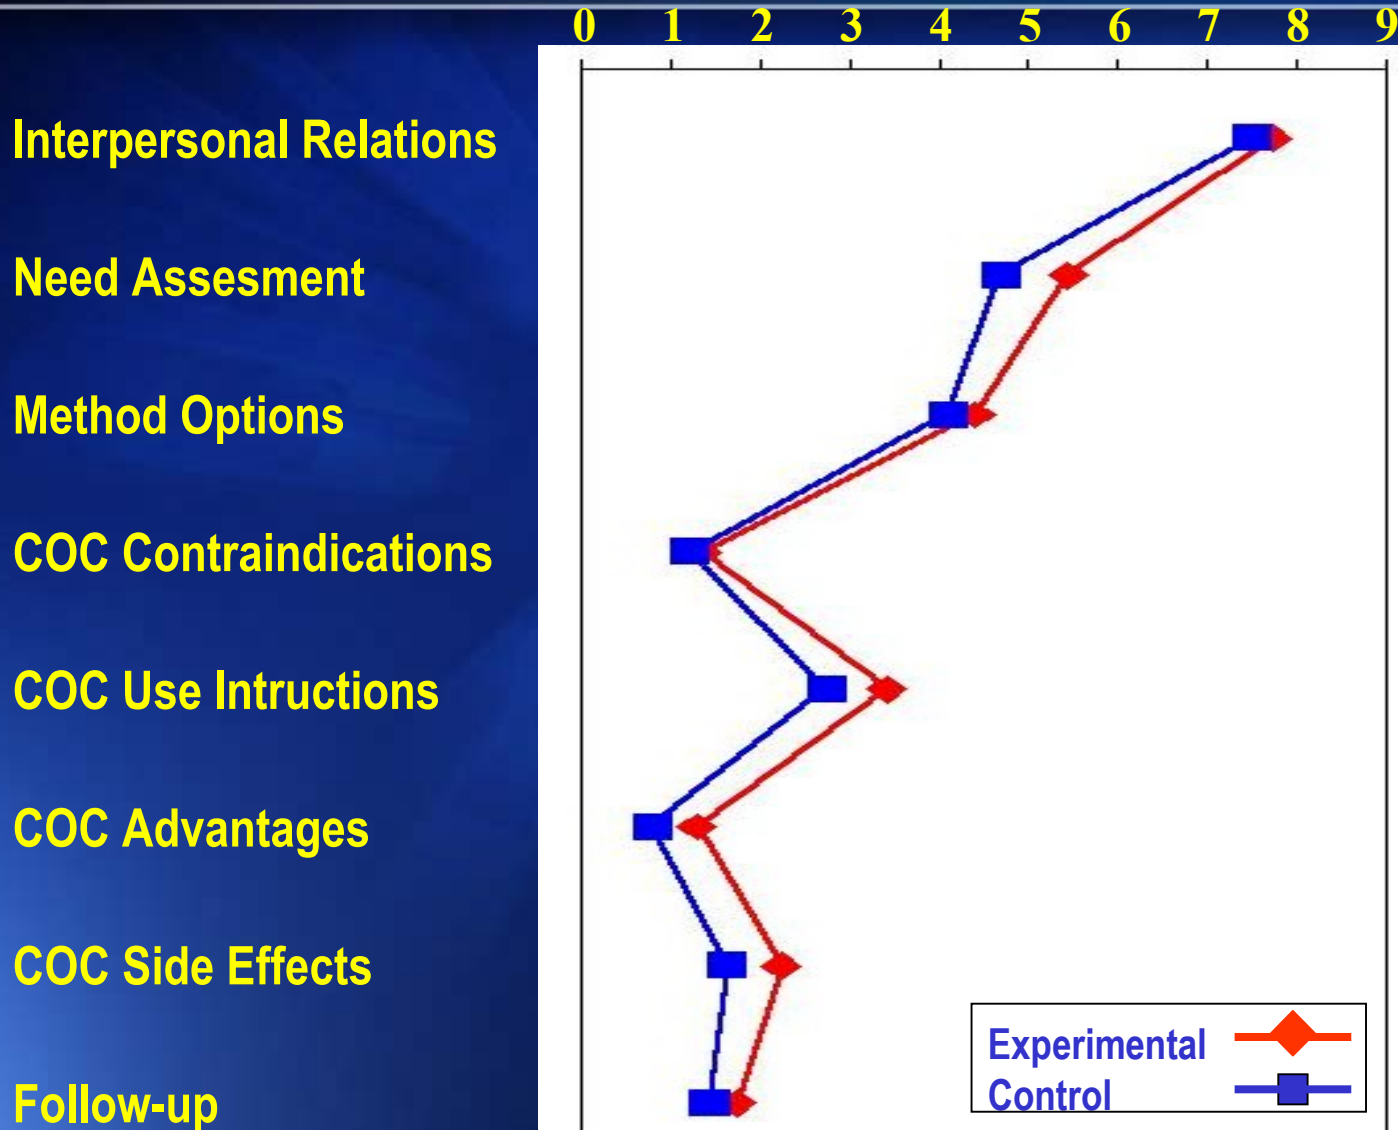 0 1 2 3 4 5 6 7 8 9
Interpersonal Relations
Need Assesment
Method Options
COC Contraindications
COC Use Intructions
COC Advantages
COC Side Effects
Follow-up
Experimental
Control